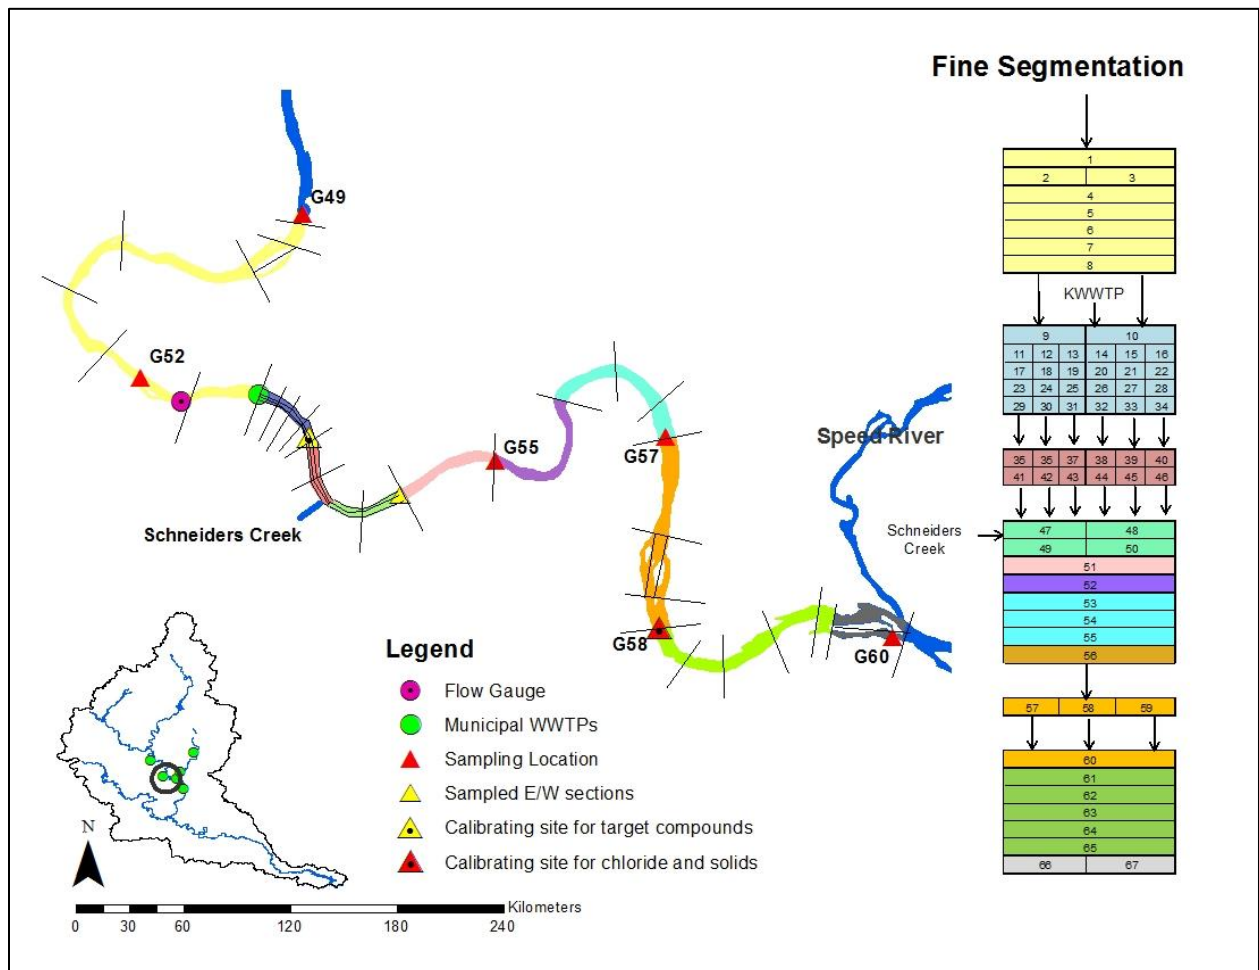 Fine Segmentation
G49
G52
G55
G57
Speed River
Schneiders Creek
G58
G60
Legend
Flow Gauge
Municipal WWTPs
Sampling Location
Sampled E/W sections
Calibrating site for target compounds
Calibrating site for chloride and solids
N
Kilometers
0 30 60 120 180 240
1
2 3
4
5
6
7
8
KWWTP
9 10
11 12 13 14 15 16
17 18 19 20 21 22
23 24 25 26 27 28
29 30 31 32 33 34
35 35 37 38 39 40
41 42 43 44 45 46
Schneiders
Creek
47 48
49 50
51
52
53
54
55
56
57 58 59
60
61
62
63
64
65
66 67